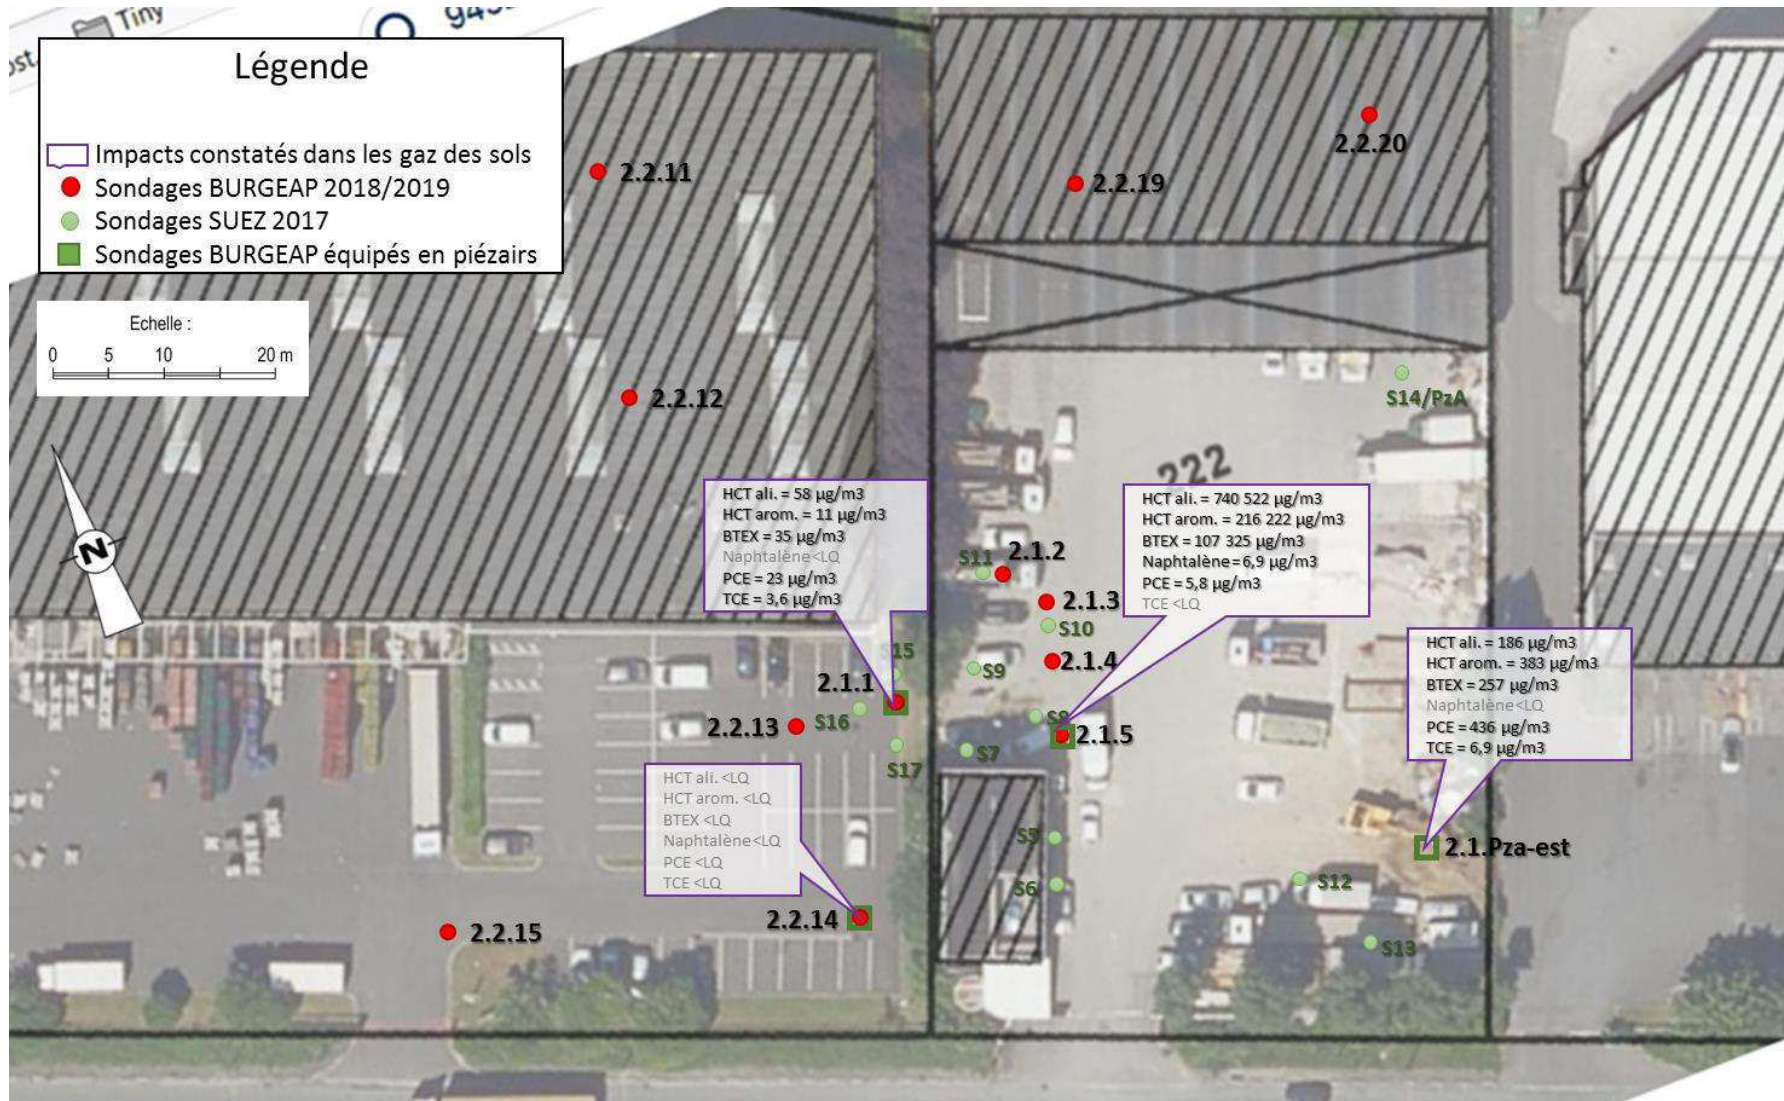 Tiny
ost.
Légende
Impacts constatés dans les gaz des sols
Sondages BURGEAP 2018/2019
Sondages SUEZ 2017
Sondages BURGEAP équipés en piézairs
Echelle :
0 5 10 20 m
N
2.2.11
2.2.20
2.2.19
2.2.12
S14/PzA
222
HCT ali. = 58 µg/m3
HCT arom. = 11 µg/m3
BTEX = 35 µg/m3
Naphtalène<LQ
PCE = 23 µg/m3
TCE = 3,6 µg/m3
HCT ali. = 740 522 µg/m3
HCT arom. = 216 222 µg/m3
BTEX = 107 325 µg/m3
Naphtalène = 6,9 µg/m3
PCE = 5,8 µg/m3
TCE <LQ
S11
2.1.2
2.1.3
S10
2.1.4
S9
HCT ali. = 186 µg/m3
HCT arom. = 383 µg/m3
BTEX = 257 µg/m3
Naphtalène<LQ
PCE = 436 µg/m3
TCE = 6,9 µg/m3
S15
2.1.1
S16
2.2.13
S17
S8
2.1.5
S7
HCT ali. <LQ
HCT arom. <LQ
BTEX <LQ
Naphtalène<LQ
PCE <LQ
TCE <LQ
S5
S6
2.1.Pza-est
S12
S13
2.2.14
2.2.15